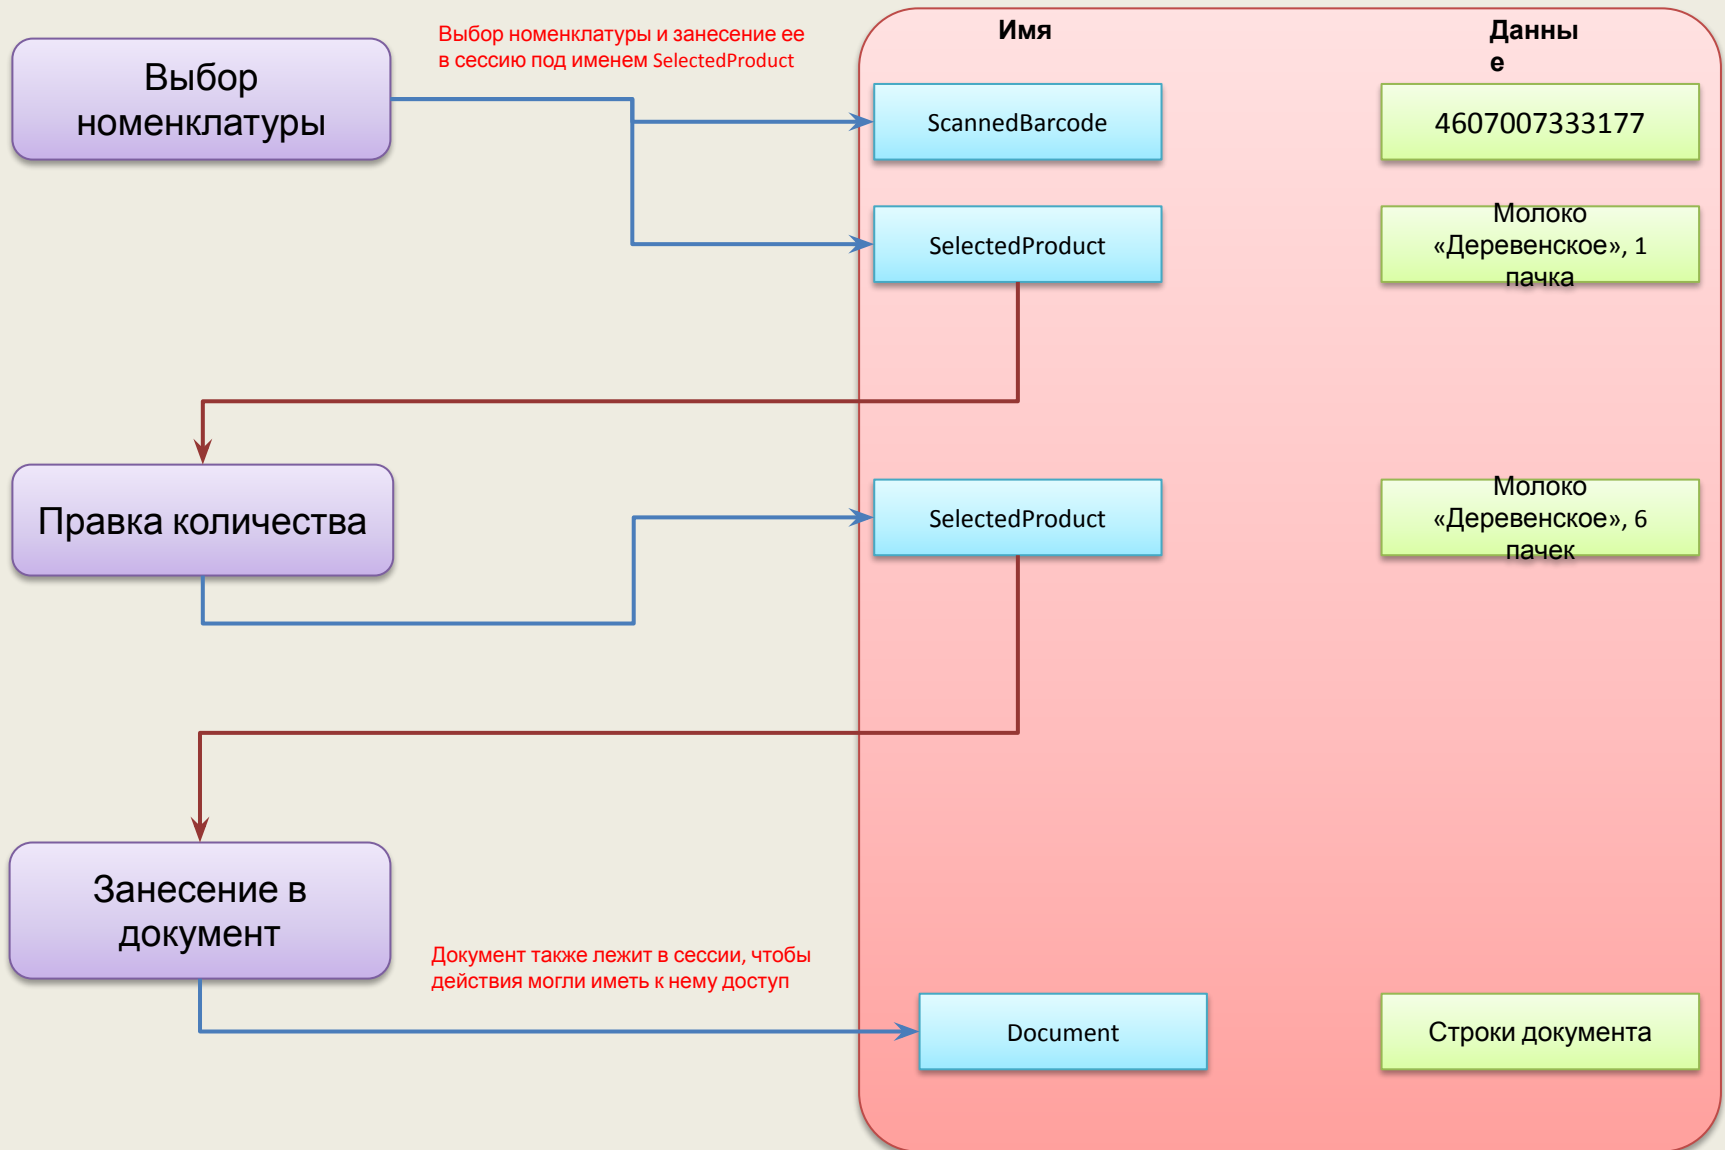 Выбор номенклатуры и занесение ее
в сессию под именем SelectedProduct
Имя
Данны
е
Выбор
номенклатуры
ScannedBarcode
4607007333177
SelectedProduct
Молоко
«Деревенское», 1
пачка
Правка количества
SelectedProduct
Молоко
«Деревенское», 6
пачек
Занесение в
документ
Документ также лежит в сессии, чтобы
действия могли иметь к нему доступ
Document
Строки документа